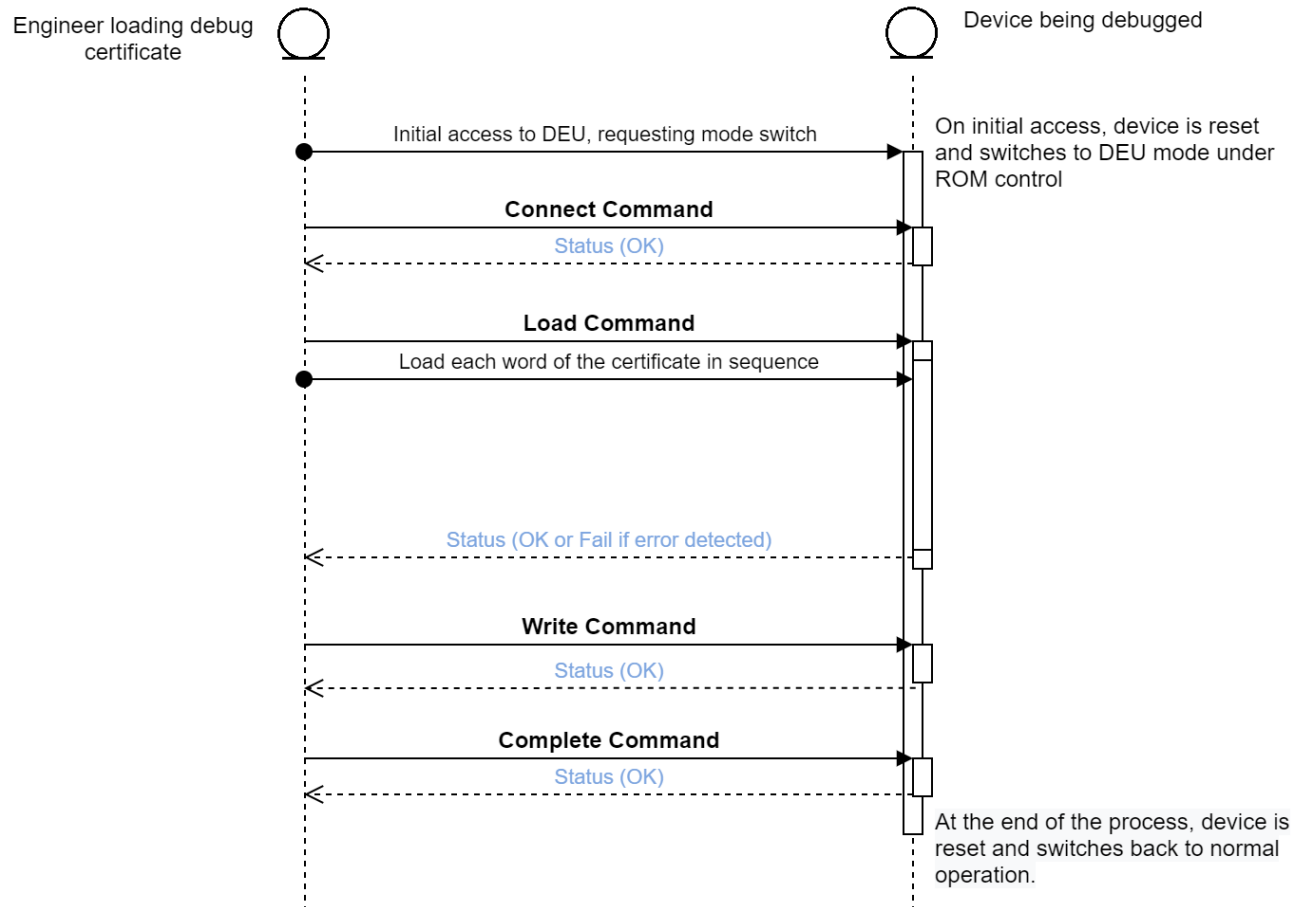 Engineer loading debug
certificate
Device being debugged
Initial access to DEU, requesting mode switch
On initial access, device is reset
and switches to DEU mode under
ROM control
Connect Command
Status (OK)
Load Command
Load each word of the certificate in sequence
Status (OK or Fail if error detected)
Write Command
Status (OK)
Complete Command
Status (OK)
At the end of the process, device is
reset and switches back to normal
operation.